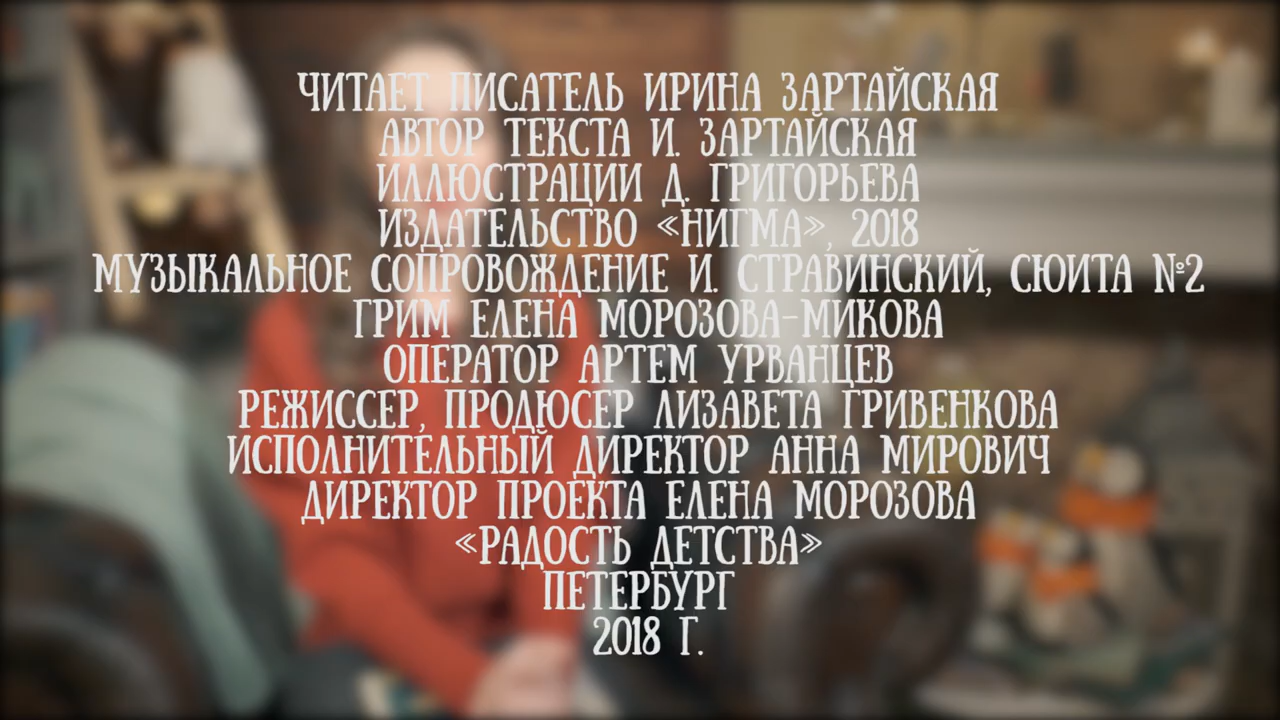 ЧИТАЕТ ПИСАТЕЛЬ ИРИНА ЗАРТАЙСКАЯ
АВТОР ТЕКСТА И. ЗАРТАЙСКАЯ
ИЛЛЮСТРАЦИИ Д. ГРИГОРЬЕВА
ИЗДАТЕЛЬСТВО «НИГМА», 2018
МУЗЫКАЛЬНОЕ СОПРОВОЖДЕНИЕ И. СТРАВИНСКИЙ, СЮИТА №2
ГРИМ ЕЛЕНА МОРОЗОВА-МИКОВА
ОПЕРАТОР АРТЕМ УРВАНЦЕВ
РЕЖИССЕР, ПРОДЮСЕР ЛИЗАВЕТА ГРИВЕНКОВА
ИСПОЛНИТЕЛЬНЫЙ ДИРЕКТОР АННА МИРОВИЧ
ДИРЕКТОР ПРОЕКТА ЕЛЕНА МОРОЗОВА
«РАДОСТЬ ДЕТСТВА»
ПЕТЕРБУРГ
2018 Г.